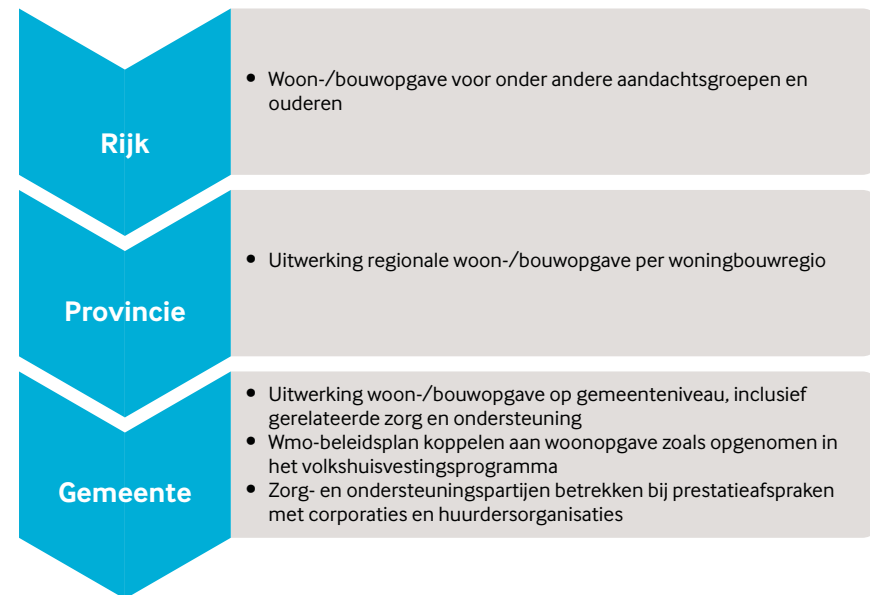 Rijk
• Woon-/bouwopgave voor onder andere aandachtsgroepen en
ouderen
Provincie
• Uitwerking regionale woon-/bouwopgave per woningbouwregio
Gemeente
• Uitwerking woon-/bouwopgave op gemeenteniveau, inclusief
gerelateerde zorg en ondersteuning
• Wmo-beleidsplan koppelen aan woonopgave zoals opgenomen in
het volkshuisvestingsprogramma
• Zorg- en ondersteuningspartijen betrekken bij prestatieafspraken
met corporaties en huurdersorganisaties